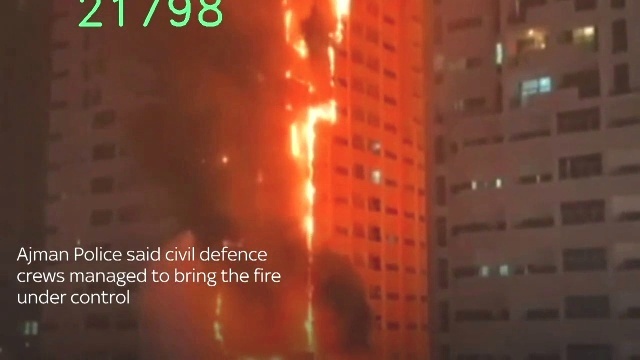 21798
Ajman Police said civil defence
crews managed to bring the fire
under control